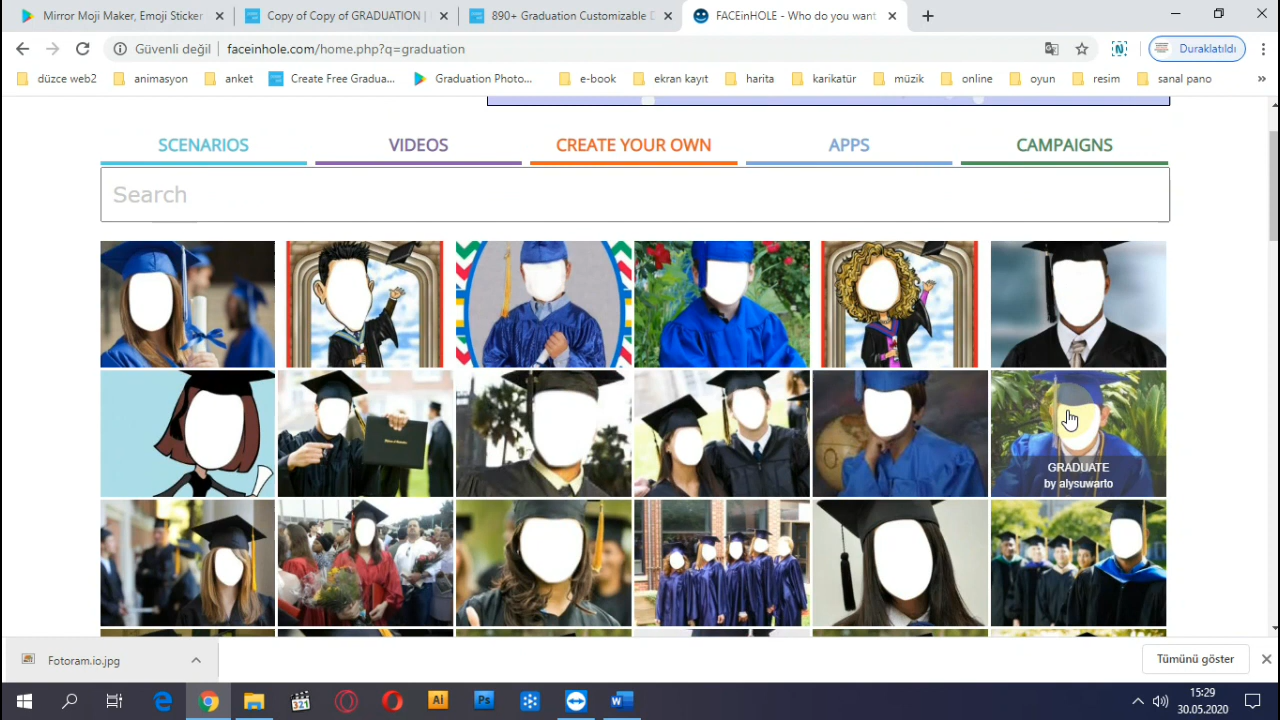 Mirror Moji Maker, Emoji Sticker
Copy of Copy of GRADUATION |
890+ Graduation Customizable D
FACEinHOLE - Who do you want
Güvenli değil
faceinhole.com/home.php?q=graduation
Duraklatıldı
düzce web2
animasyon
anket
Create Free Gradua...
Graduation Photo...
e-book
ekran kayıt
harita
karikatür
müzik
online
oyun
resim
sanal pano
»
SCENARIOS
VIDEOS
CREATE YOUR OWN
APPS
CAMPAIGNS
Search
GRADUATE
by alysuwarto
Fotoram.io.jpg
Tümünü göster
321
Ai
Ps
15:29
30.05.2020